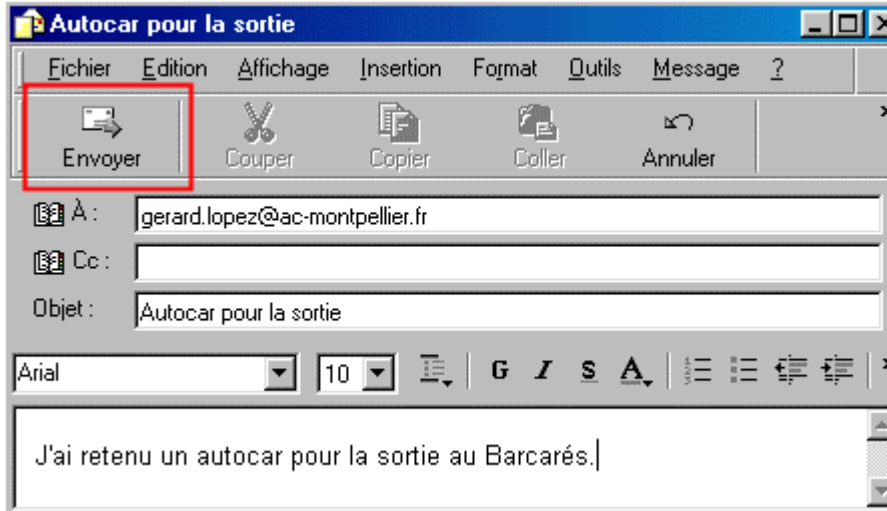 Autocar pour la sortie
Fichier Edition Affichage Insertion Format Outils Message ?
Envoyer Couper Copier Coller Annuler
À : gerard.lopez@ac-montpellier.fr
Cc :
Objet : Autocar pour la sortie
Arial 10 G I S A
J'ai retenu un autocar pour la sortie au Barcarés.